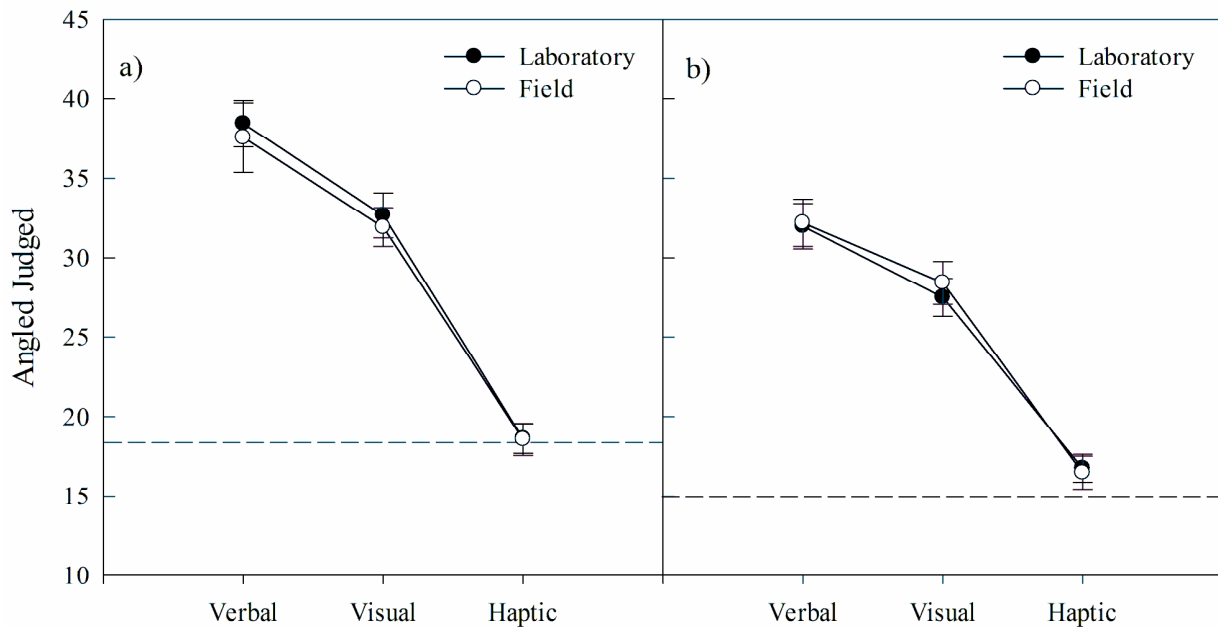 45
40
35
30
25
20
15
10
Angled Judged
a)
Laboratory
Field
b)
Laboratory
Field
Verbal Visual Haptic
Verbal Visual Haptic